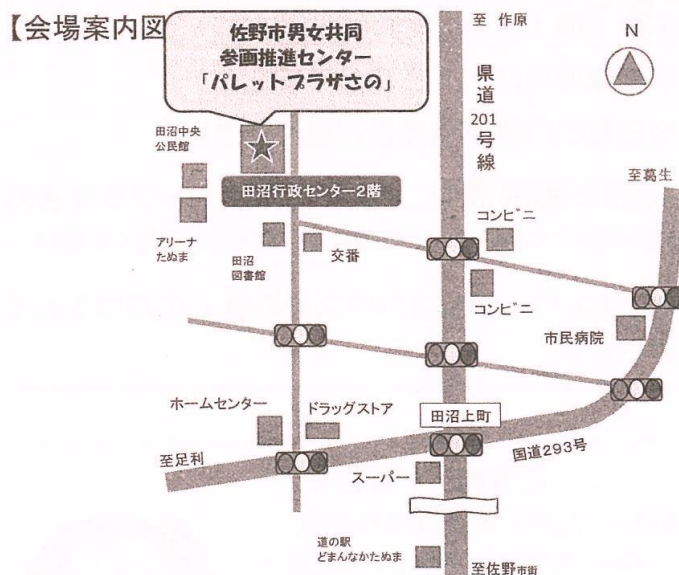 【会場案内図
佐野市男女共同
参画推進センター
「パレットプラザさの」
至 作原
N
県道
201
号線
田沼中央
公民館
至葛生
田沼行政センター2階
コンビニ
アリーナ
たぬま
田沼
図書館
交番
コンビニ
市民病院
ホームセンター
ドラッグストア
田沼上町
至足利
国道293号
スーパー
道の駅
どまんなかたぬま
至佐野市街